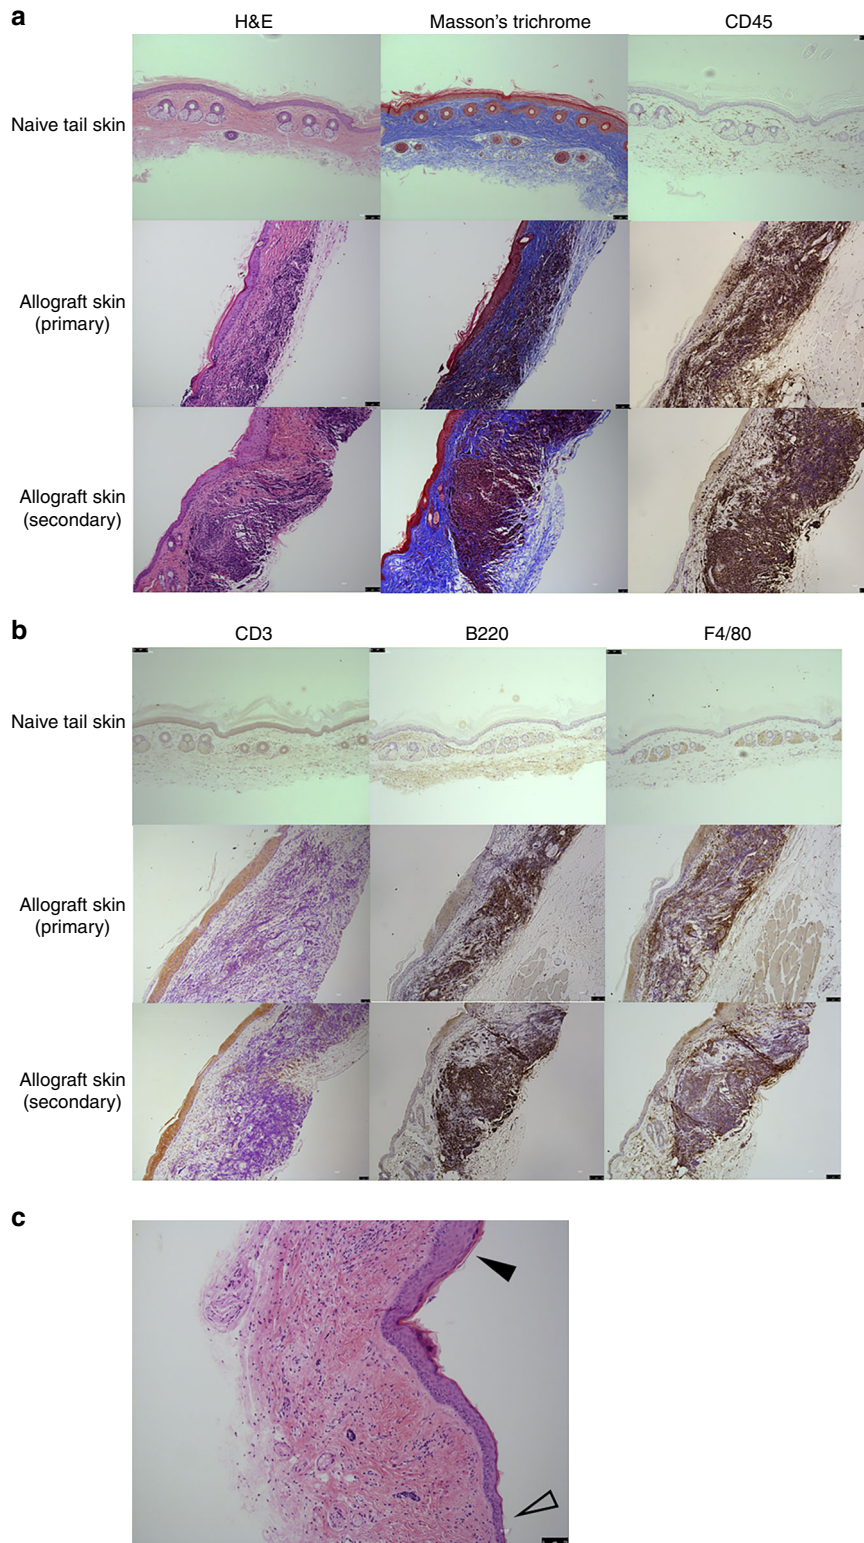 a
H&E Masson's trichrome CD45
Naive tail skin
Allograft skin
(primary)
Allograft skin
(secondary)
b
CD3 B220 F4/80
Naive tail skin
Allograft skin
(primary)
Allograft skin
(secondary)
c